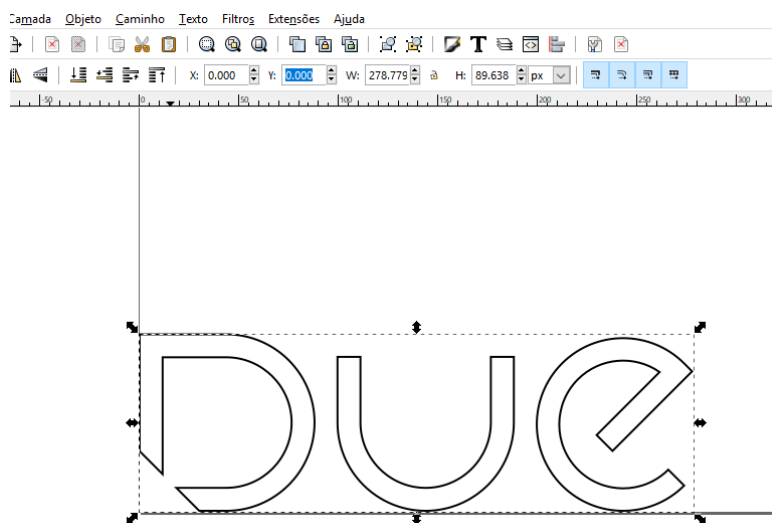 Camada Objeto Caminho Texto Filtros Extensões Ajuda
X: 0.000 Y: 0.000 W: 278.779 H: 89.638 px
-50 0 50 100 150 200 250 300
Due